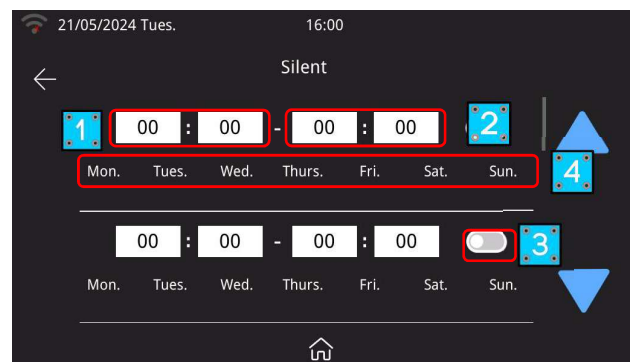 21/05/2024 Tues. 16:00
Silent
1 00 : 00 - 00 : 00 2
Mon. Tues. Wed. Thurs. Fri. Sat. Sun. 4
00 : 00 - 00 : 00 3
Mon. Tues. Wed. Thurs. Fri. Sat. Sun.